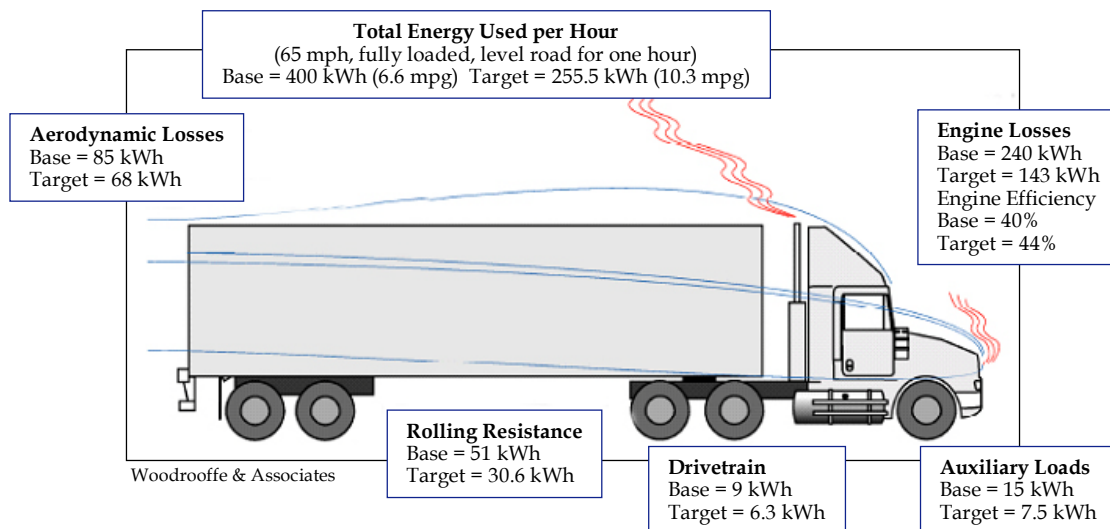 Total Energy Used per Hour
(65 mph, fully loaded, level road for one hour)
Base = 400 kWh (6.6 mpg)  Target = 255.5 kWh (10.3 mpg)
Aerodynamic Losses
Base = 85 kWh
Target = 68 kWh
Engine Losses
Base = 240 kWh
Target = 143 kWh
Engine Efficiency
Base = 40%
Target = 44%
Rolling Resistance
Base = 51 kWh
Target = 30.6 kWh
Woodrooffe & Associates
Drivetrain
Base = 9 kWh
Target = 6.3 kWh
Auxiliary Loads
Base = 15 kWh
Target = 7.5 kWh